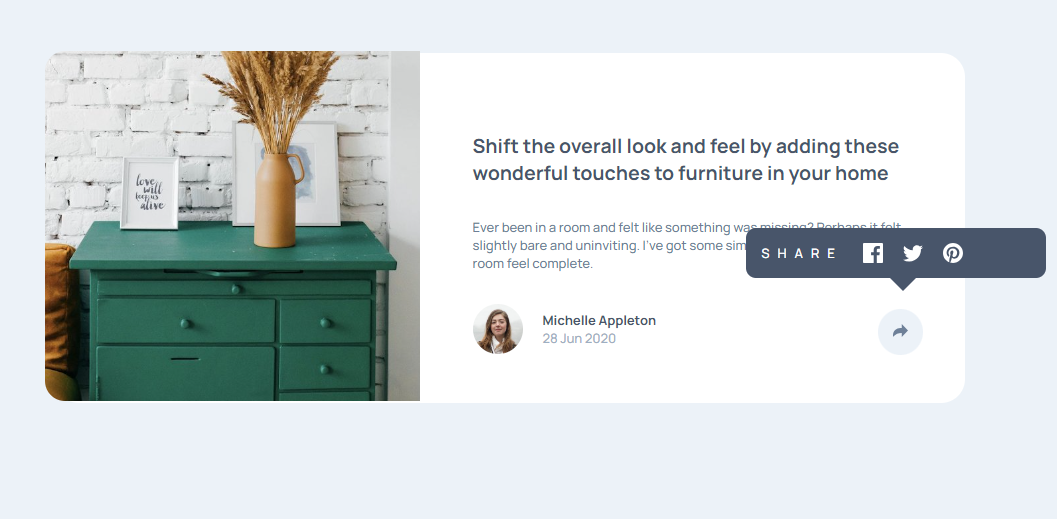 love
will
keep us
alive
Shift the overall look and feel by adding these
wonderful touches to furniture in your home
Ever been in a room and felt like something was missing? Perhaps it felt
slightly bare and uninviting. I've got some sim
room feel complete.
SHARE
Michelle Appleton
28 Jun 2020